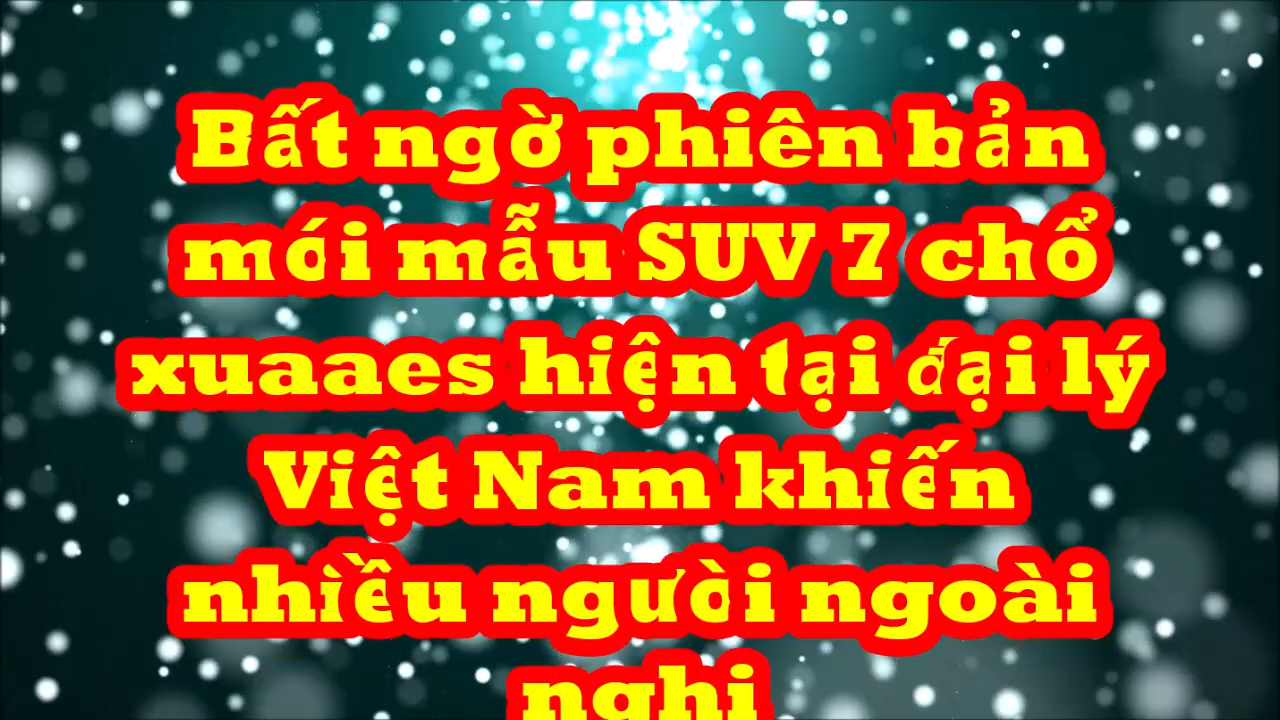 Bất ngờ phiên bản
mới mẫu SUV 7 chổ
xuaaes hiện tại đại lý
Việt Nam khiến
nhiều người ngoài
nghi